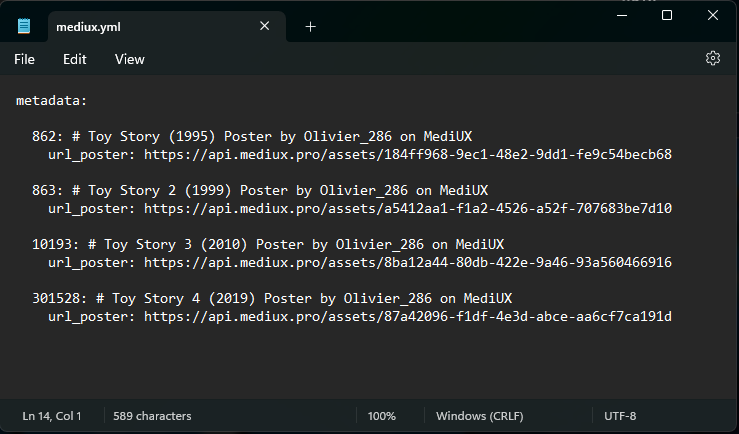 mediux.yml
File Edit View
metadata:
862: # Toy Story (1995) Poster by Olivier_286 on MediUX
url_poster: https://api.mediux.pro/assets/184ff968-9ec1-48e2-9dd1-fe9c54becb68
863: # Toy Story 2 (1999) Poster by Olivier_286 on MediUX
url_poster: https://api.mediux.pro/assets/a5412aa1-f1a2-4526-a52f-707683be7d10
10193: # Toy Story 3 (2010) Poster by Olivier_286 on MediUX
url_poster: https://api.mediux.pro/assets/8ba12a44-80db-422e-9a46-93a560466916
301528: # Toy Story 4 (2019) Poster by Olivier_286 on MediUX
url_poster: https://api.mediux.pro/assets/87a42096-f1df-4e3d-abce-aa6cf7ca191d
Ln 14, Col 1 589 characters 100% Windows (CRLF) UTF-8